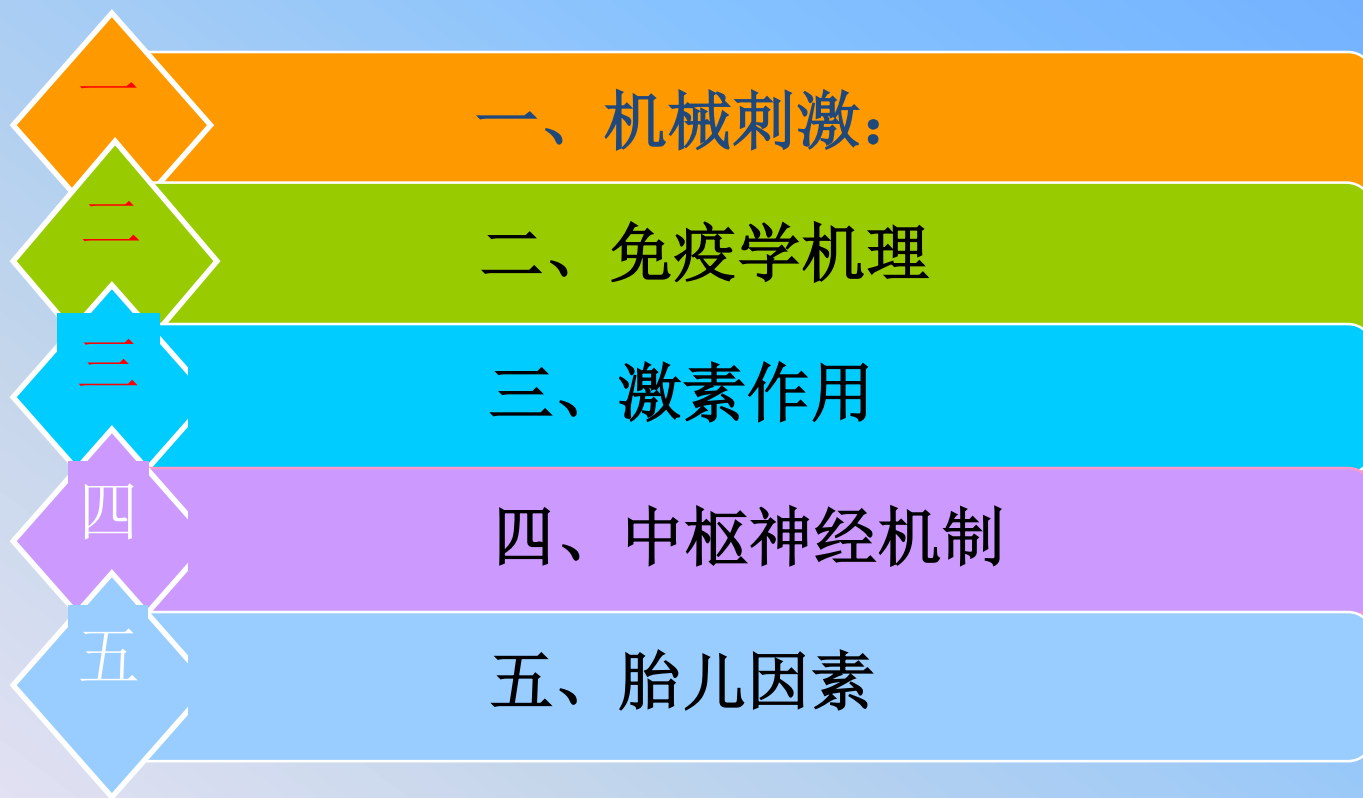 一
一、机械刺激：
二
二、免疫学机理
三
三、激素作用
四
四、中枢神经机制
五
五、胎儿因素